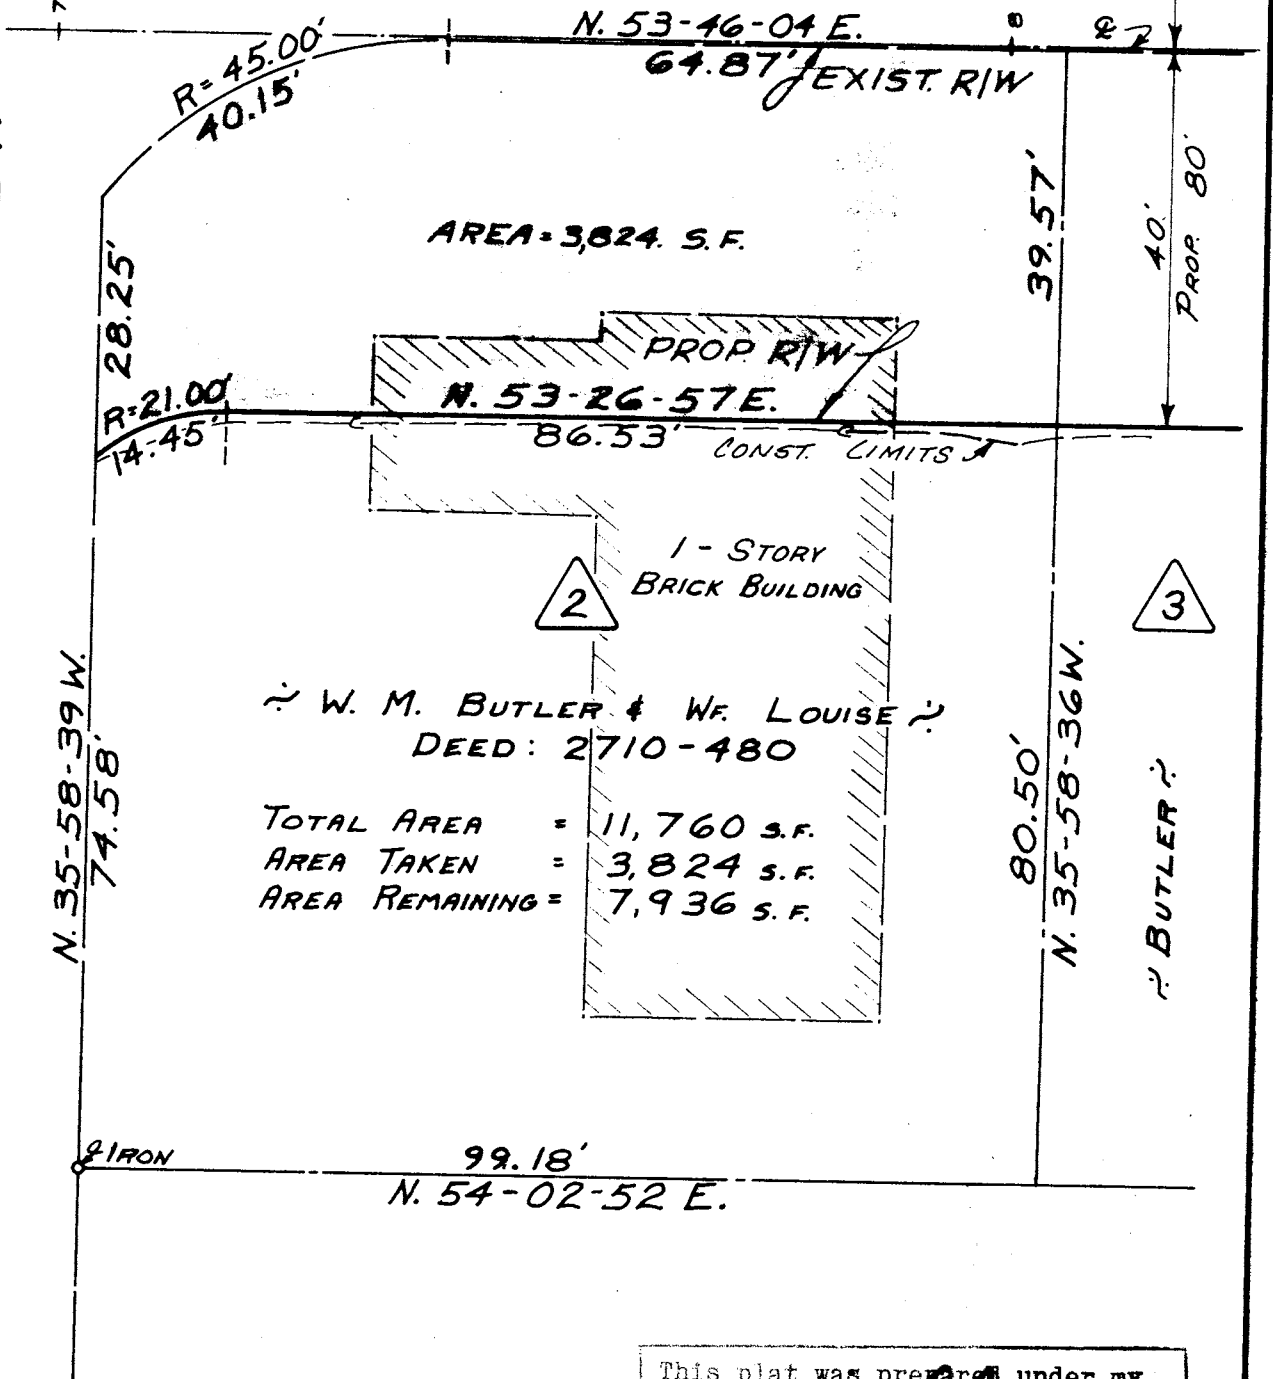 N. 53-46-04 E.
64.87'
EXIST. R/W
R= 45.00'
40.15'
AREA = 3,824. S.F.
28.25'
39.57'
40.'
PROP. 80'
PROP. R/W
R=21.00'
14.45'
N. 53-26-57 E.
86.53'
CONST. LIMITS
1 - STORY
BRICK BUILDING
2
3
~ W. M. BUTLER & WF. LOUISE ~
DEED: 2710-480
TOTAL AREA = 11,760 S.F.
AREA TAKEN = 3,824 S.F.
AREA REMAINING = 7,936 S.F.
N. 35-58-39 W.
74.58'
80.50'
N. 35-58-36 W.
~ BUTLER ~
IRON
99.18'
N. 54-02-52 E.
This plat was prepared under my